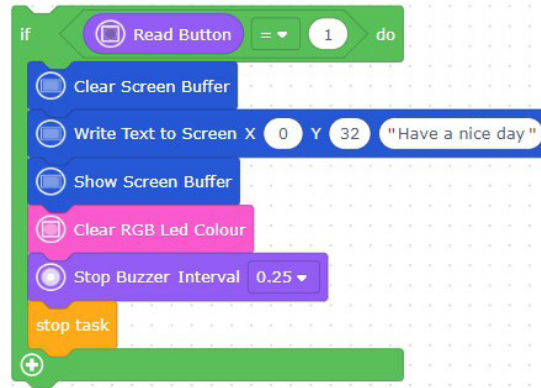 if Read Button = 1 do
Clear Screen Buffer
Write Text to Screen X 0 Y 32 "Have a nice day"
Show Screen Buffer
Clear RGB Led Colour
Stop Buzzer Interval 0.25
stop task